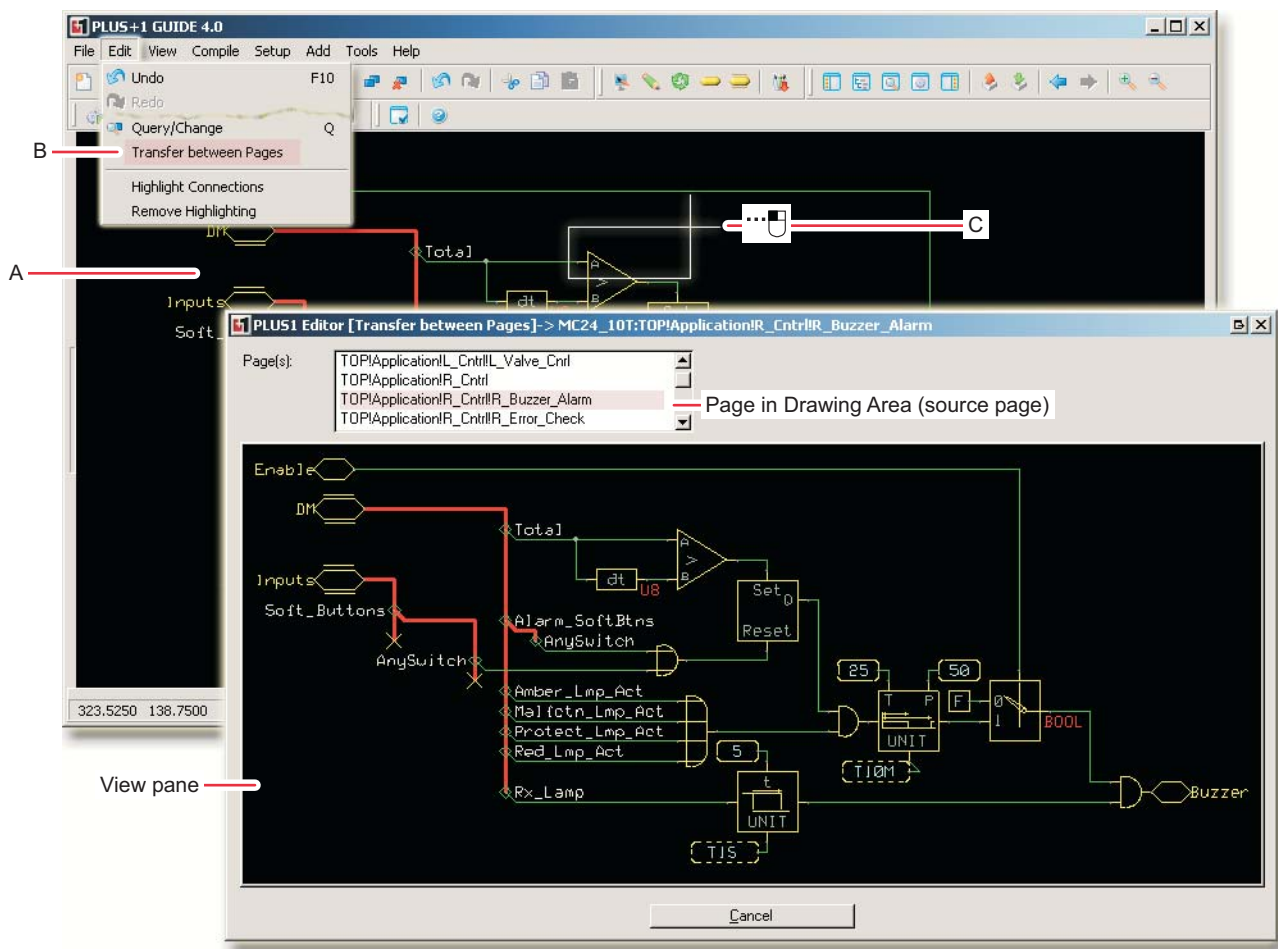 PLUS+1 GUIDE 4.0
File Edit View Compile Setup Add Tools Help
Undo F10
Redo
Query/Change Q
B
Transfer between Pages
Highlight Connections
Remove Highlighting
C
DM
Total
A
A
>
B
Inputs
dt
Soft_
PLUS1 Editor [Transfer between Pages]-> MC24_10T:TOP!Application!R_Cntrl!R_Buzzer_Alarm
Page(s):
TOP!Application!L_Cntrl!L_Valve_Cnrl
TOP!Application!R_Cntrl
TOP!Application!R_Cntrl!R_Buzzer_Alarm
TOP!Application!R_Cntrl!R_Error_Check
Page in Drawing Area (source page)
Enable
DM
Total
A
>
B
dt
U8
Inputs
Set
Q
Reset
Soft_Buttons
Alarm_SoftBtns
AnySwitch
AnySwitch
25
50
Amber_Lmp_Act
Malfctn_Lmp_Act
Protect_Lmp_Act
Red_Lmp_Act
T P
F
0
1
BOOL
UNIT
5
T10M
323.5250 138.7500
View pane
Rx_Lamp
t
UNIT
Buzzer
T1S
Cancel